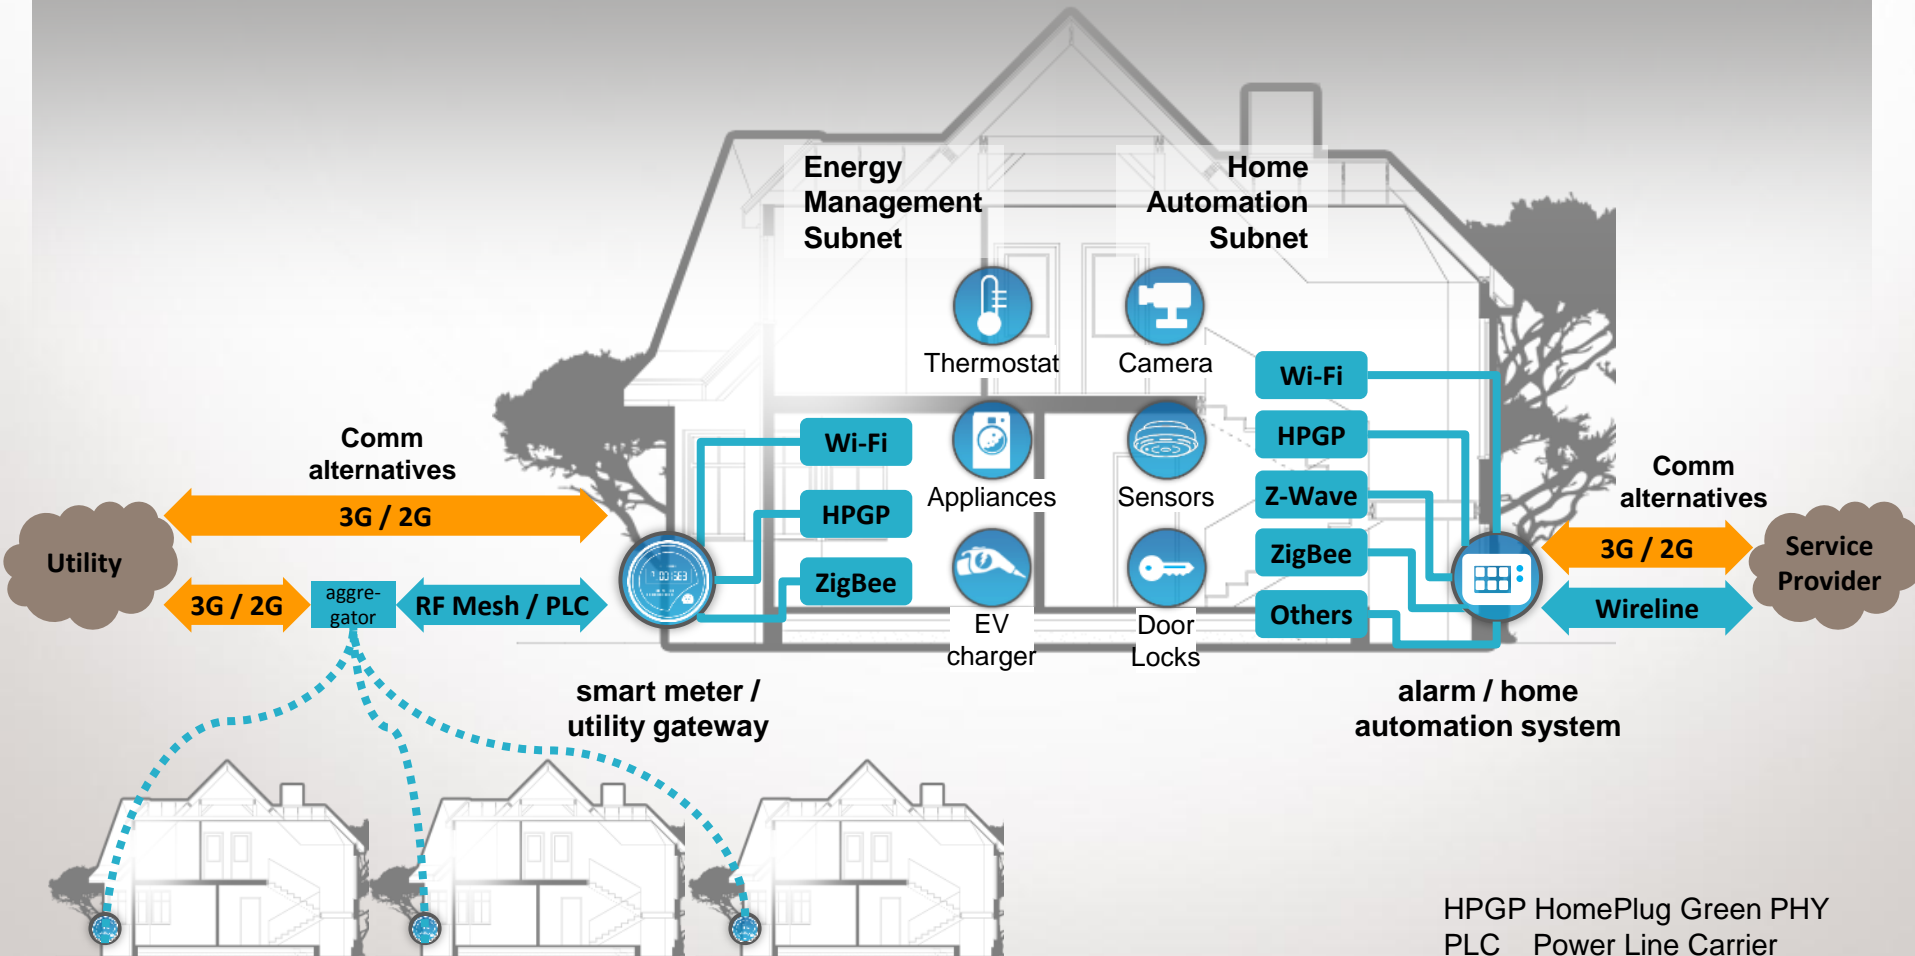 Energy
Management
Subnet
Home
Automation
Subnet
Thermostat
Camera
Wi-Fi
HPGP
Z-Wave
ZigBee
Others
Wi-Fi
HPGP
ZigBee
Appliances
Sensors
EV
charger
Door
Locks
Comm
alternatives
3G / 2G
Utility
3G / 2G
aggre-
gator
RF Mesh / PLC
Comm
alternatives
3G / 2G
Wireline
Service
Provider
smart meter /
utility gateway
alarm / home
automation system
HPGP HomePlug Green PHY
PLC Power Line Carrier